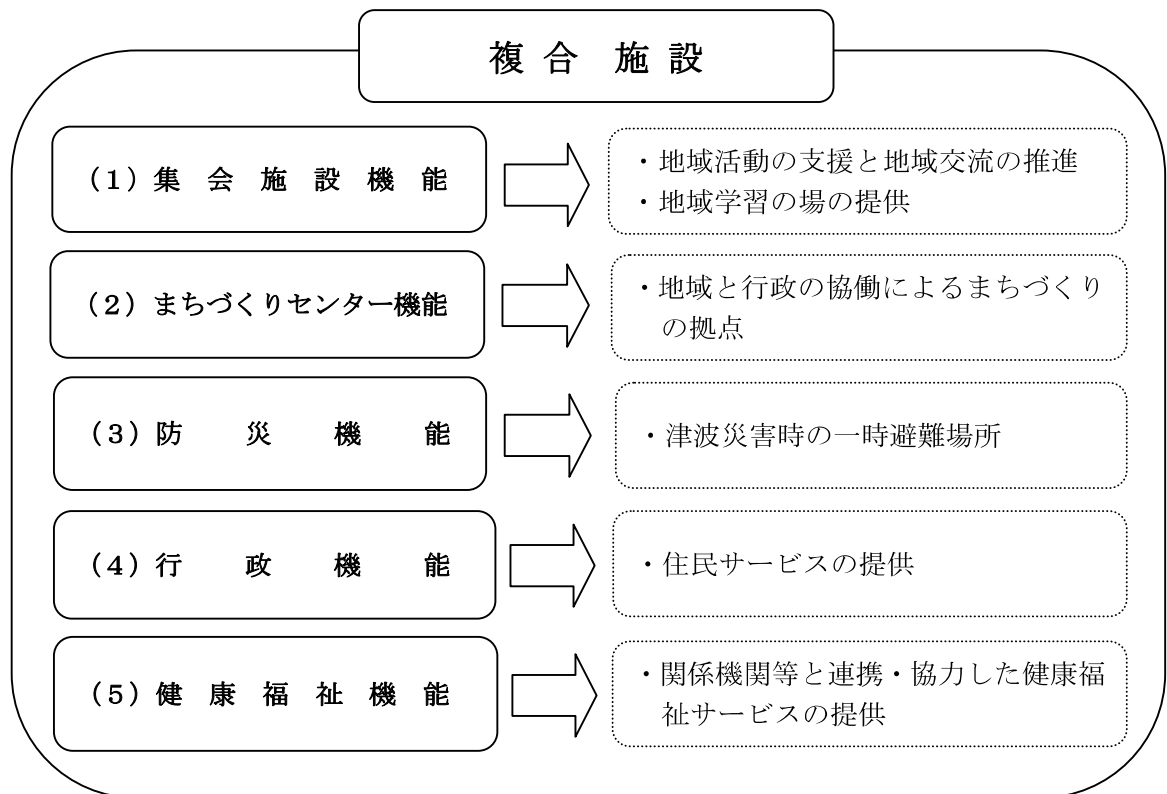 複合 施設
（1）集会施設機能
・地域活動の支援と地域交流の推進
・地域学習の場の提供
（2）まちづくりセンター機能
・地域と行政の協働によるまちづくり
の拠点
（3）防災機能
・津波災害時の一時避難場所
（4）行政機能
・住民サービスの提供
（5）健康福祉機能
・関係機関等と連携・協力した健康福
祉サービスの提供